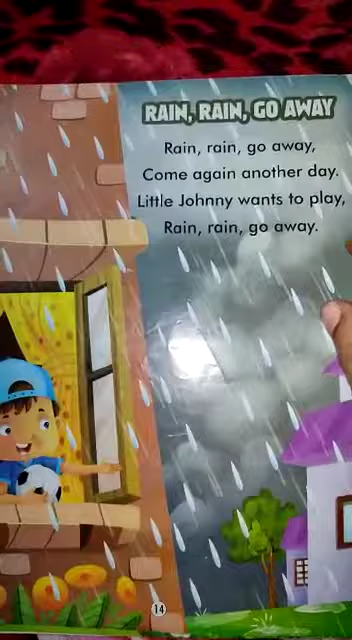 RAIN, RAIN, GO AWAY
Rain, rain, go away,
Come again another day.
Little Johnny wants to play,
Rain, rain, go away.
14